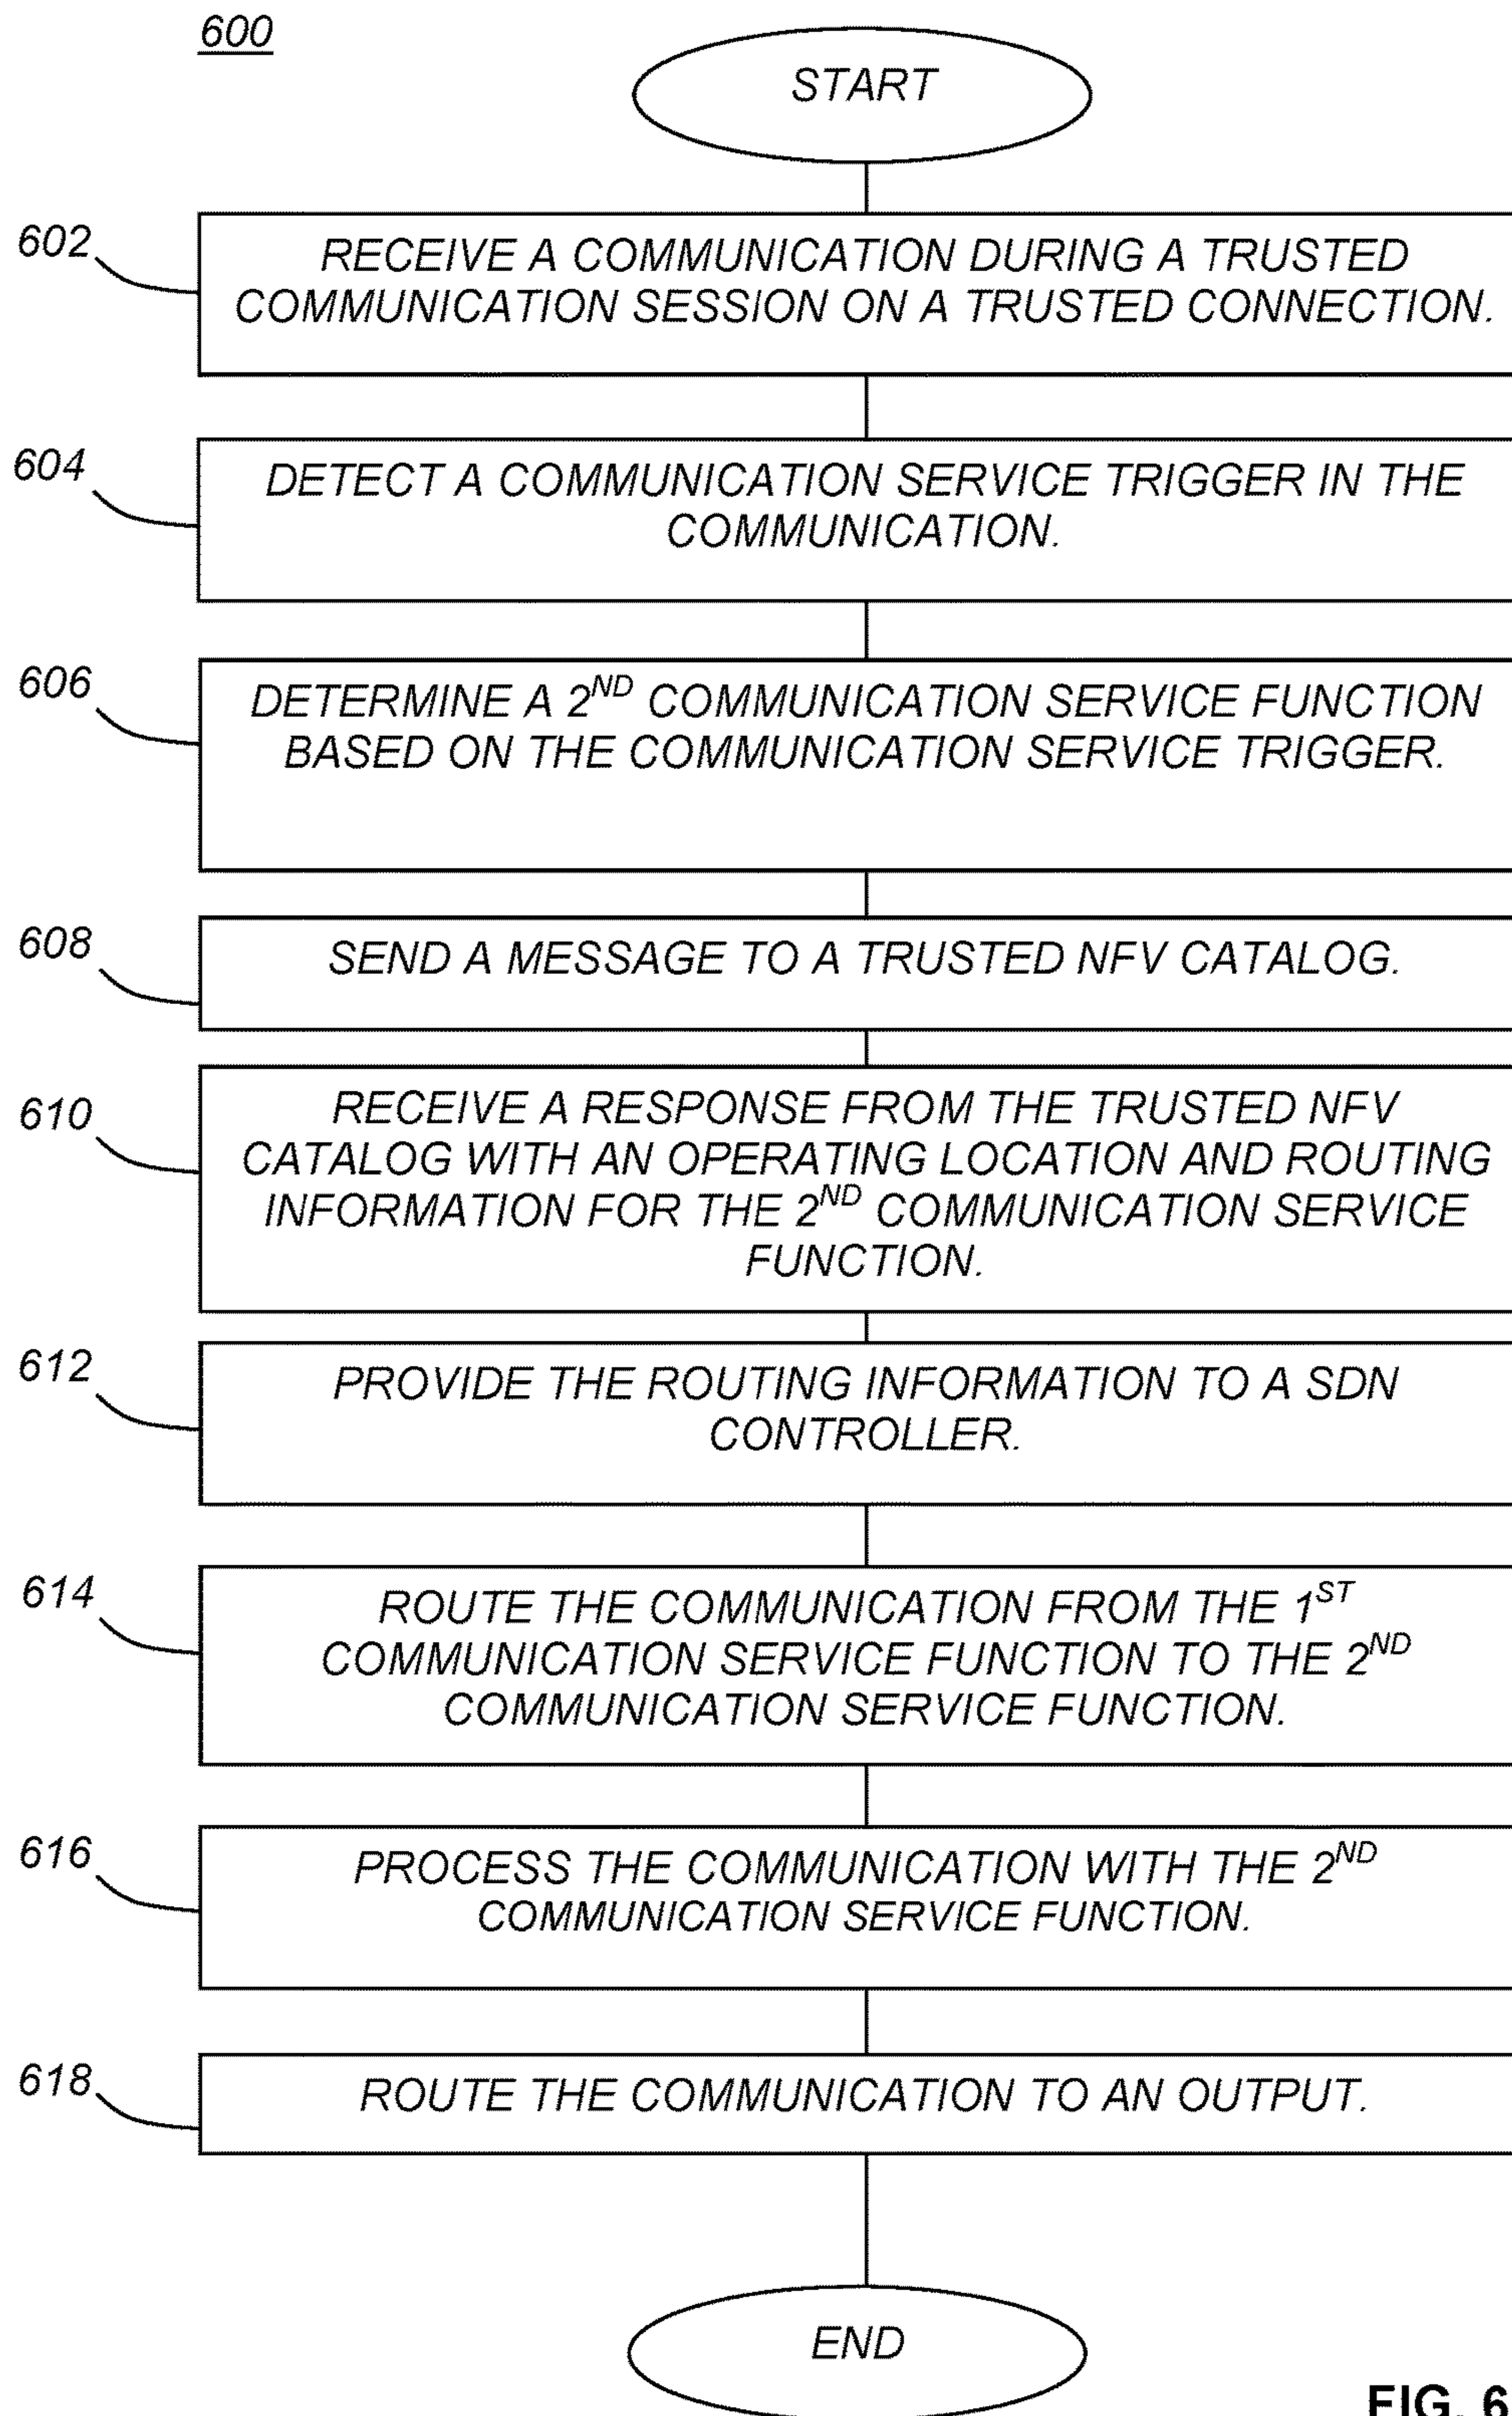 600
START
602
RECEIVE A COMMUNICATION DURING A TRUSTED
COMMUNICATION SESSION ON A TRUSTED CONNECTION.
604
DETECT A COMMUNICATION SERVICE TRIGGER IN THE
COMMUNICATION.
606
DETERMINE A 2ND COMMUNICATION SERVICE FUNCTION
BASED ON THE COMMUNICATION SERVICE TRIGGER.
608
SEND A MESSAGE TO A TRUSTED NFV CATALOG.
610
RECEIVE A RESPONSE FROM THE TRUSTED NFV
CATALOG WITH AN OPERATING LOCATION AND ROUTING
INFORMATION FOR THE 2ND COMMUNICATION SERVICE
FUNCTION.
612
PROVIDE THE ROUTING INFORMATION TO A SDN
CONTROLLER.
614
ROUTE THE COMMUNICATION FROM THE 1ST
COMMUNICATION SERVICE FUNCTION TO THE 2ND
COMMUNICATION SERVICE FUNCTION.
616
PROCESS THE COMMUNICATION WITH THE 2ND
COMMUNICATION SERVICE FUNCTION.
618
ROUTE THE COMMUNICATION TO AN OUTPUT.
END
FIG. 6